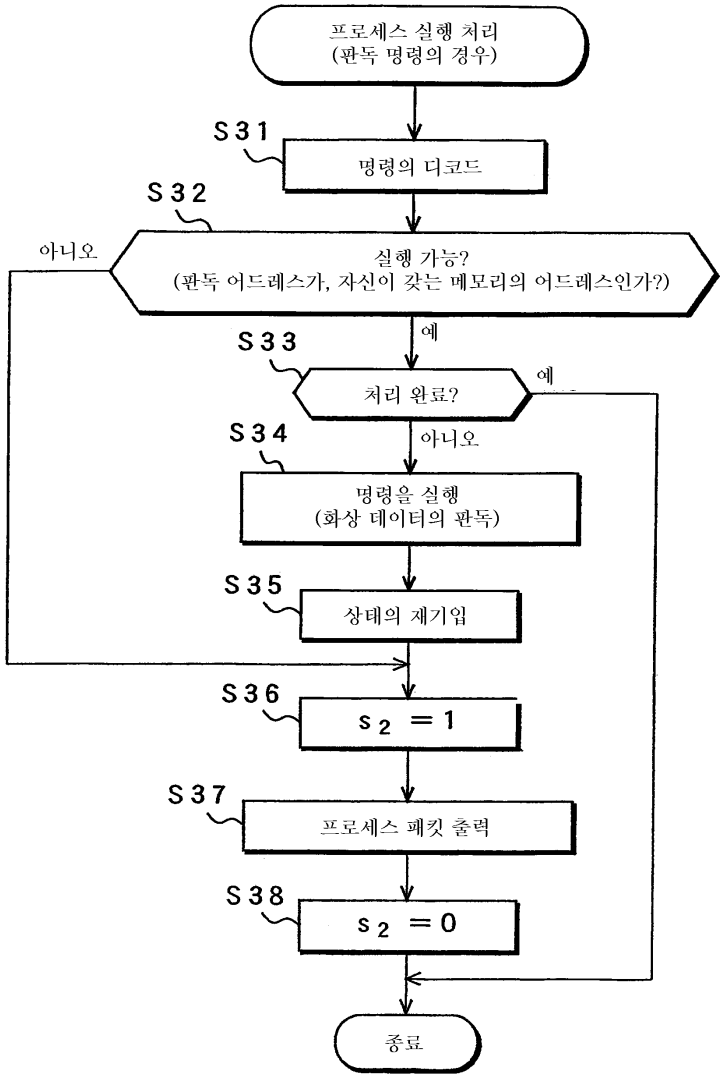 프로세스 실행 처리
(판독 명령의 경우)
S31
명령의 디코드
S32
아니오
실행 가능?
(판독 어드레스가, 자신이 갖는 메모리의 어드레스인가?)
예
S33
처리 완료?
예
아니오
S34
명령을 실행
(화상 데이터의 판독)
S35
상태의 재기입
S36
s₂ = 1
S37
프로세스 패킷 출력
S38
s₂ = 0
종료